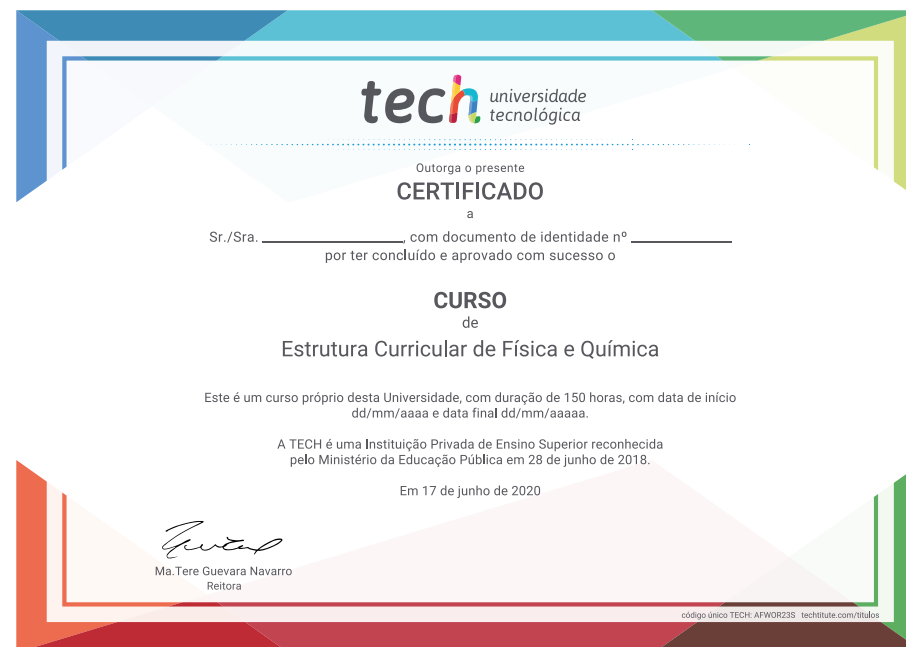 tech universidade
tecnológica
Outorga o presente
CERTIFICADO
a
Sr./Sra. ____________, com documento de identidade nº ____________
por ter concluído e aprovado com sucesso o
CURSO
de
Estrutura Curricular de Física e Química
Este é um curso próprio desta Universidade, com duração de 150 horas, com data de início
dd/mm/aaaa e data final dd/mm/aaaaa.
A TECH é uma Instituição Privada de Ensino Superior reconhecida
pelo Ministério da Educação Pública em 28 de junho de 2018.
Em 17 de junho de 2020
Ma.Tere Guevara Navarro
Reitora
código único TECH: AFWOR23S techtitute.com/títulos